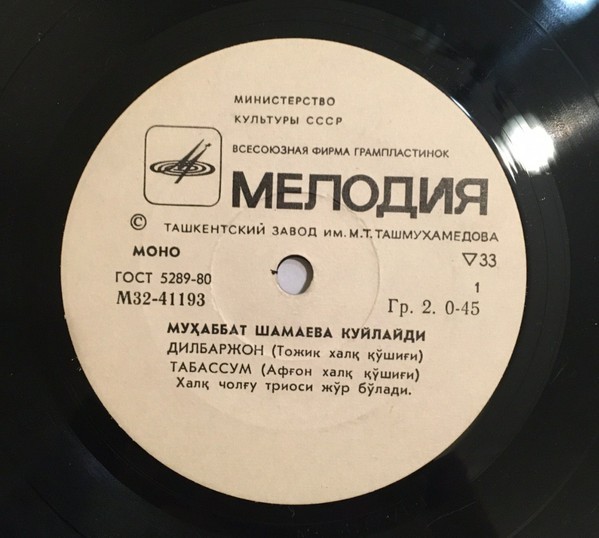 МИНИСТЕРСТВО
КУЛЬТУРЫ СССР
ВСЕСОЮЗНАЯ ФИРМА ГРАМПЛАСТИНОК
МЕЛОДИЯ
© ТАШКЕНТСКИЙ ЗАВОД ИМ. М.Т. ТАШМУХАМЕДОВА
МОНО ▽33
ГОСТ 5289-80 1
М32-41193 Гр. 2. 0-45
МУҲАББАТ ШАМАЕВА КУЙЛАЙДИ
ДИЛБАРЖОН (Тожик халқ қўшиғи)
ТАБАССУМ (Афғон халқ қўшиғи)
Халқ чолғу триоси жўр бўлади.